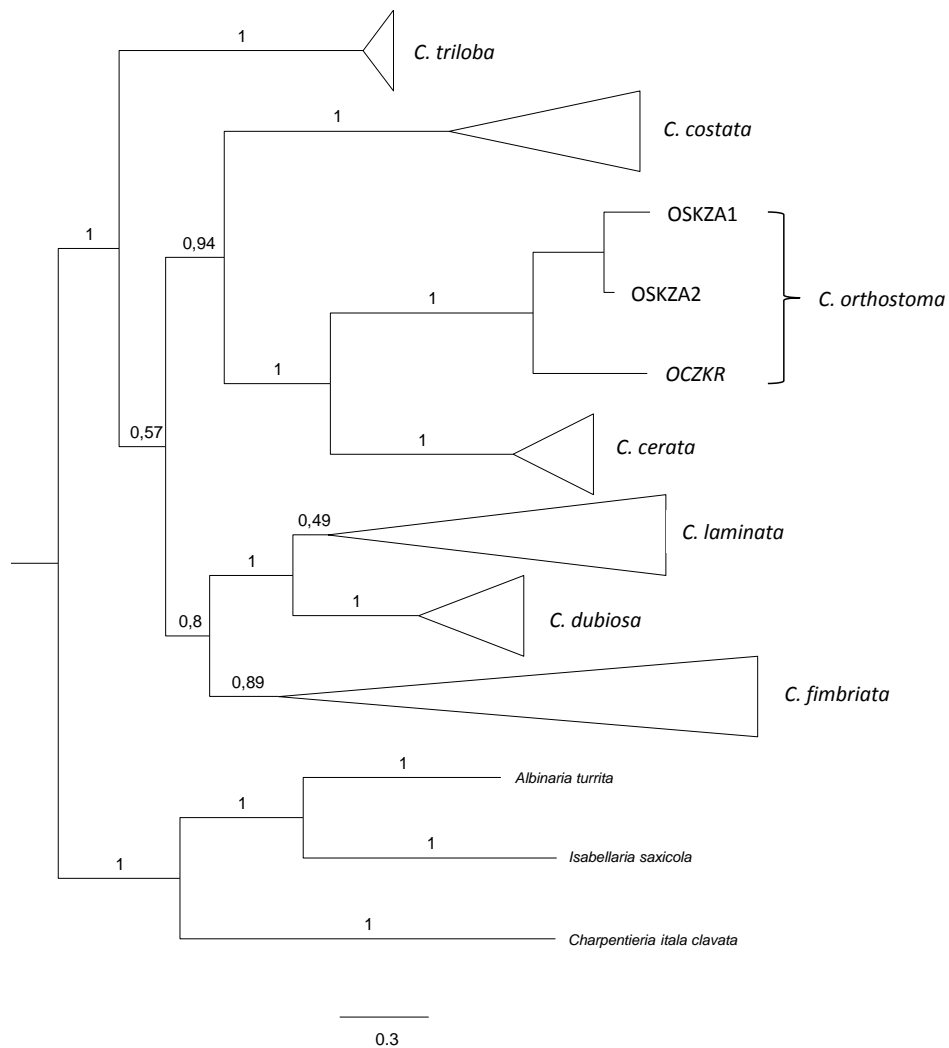 1
C. triloba
1
C. costata
OSKZA1
1
0,94
1
OSKZA2
C. orthostoma
1
OCZKR
0,57
1
C. cerata
0,49
C. laminata
1
1
C. dubiosa
0,8
0,89
C. fimbriata
1
Albinaria turrita
1
1
Isabellaria saxicola
1
1
Charpentieria itala clavata
0.3